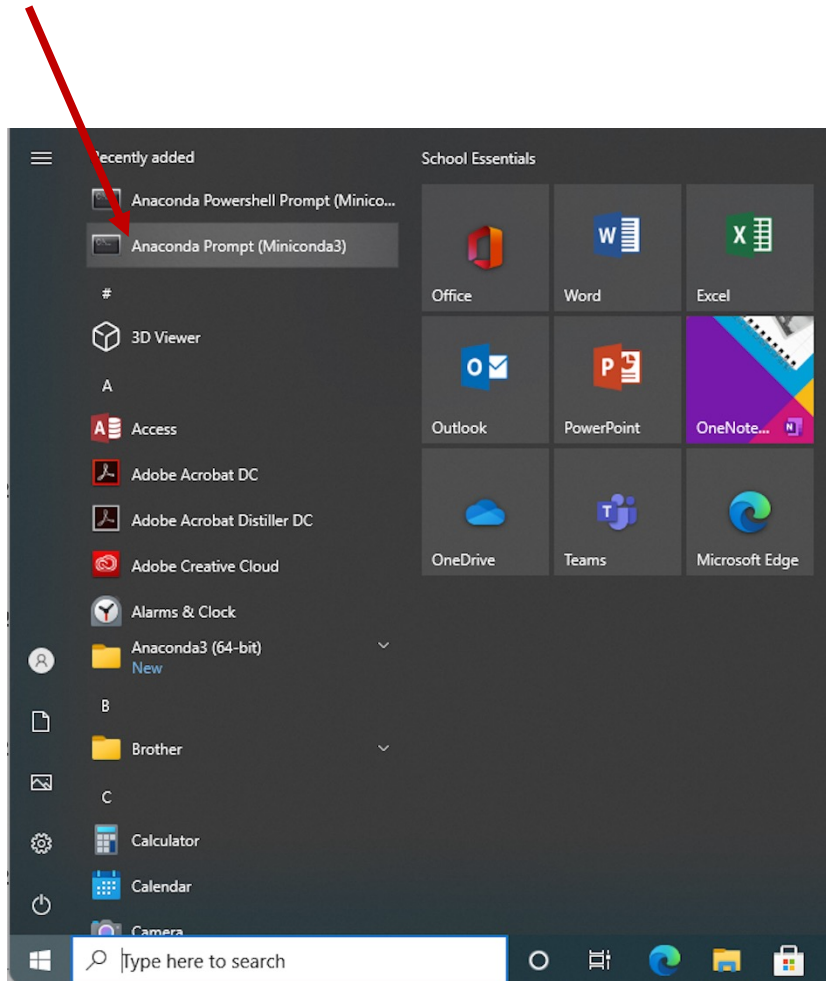 Recently added
Anaconda Powershell Prompt (Minico...
Anaconda Prompt (Miniconda3)
#
3D Viewer
A
Access
Adobe Acrobat DC
Adobe Acrobat Distiller DC
Adobe Creative Cloud
Alarms & Clock
Anaconda3 (64-bit)
New
B
Brother
C
Calculator
Calendar
Camera
School Essentials
Office
Word
Excel
Outlook
PowerPoint
OneNote...
OneDrive
Teams
Microsoft Edge
Type here to search